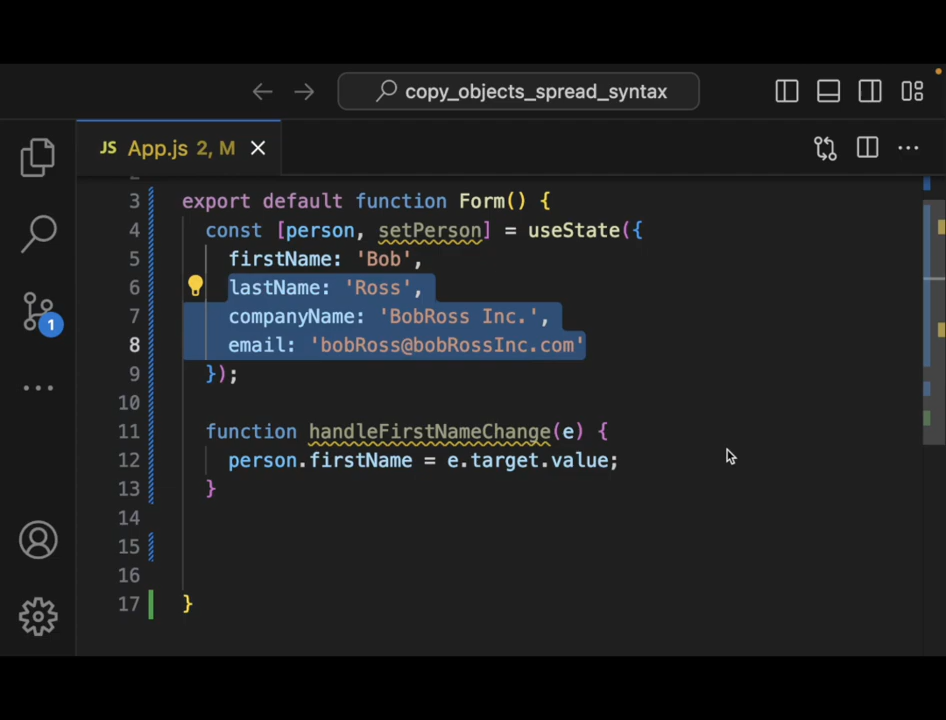 copy_objects_spread_syntax
JS App.js 2, M
3 export default function Form() {
4 const [person, setPerson] = useState({
5 firstName: 'Bob',
6 lastName: 'Ross',
7 companyName: 'BobRoss Inc.',
8 email: 'bobRoss@bobRossInc.com'
9 });
10
11 function handleFirstNameChange(e) {
12 person.firstName = e.target.value;
13 }
14
15
16
17 }
1